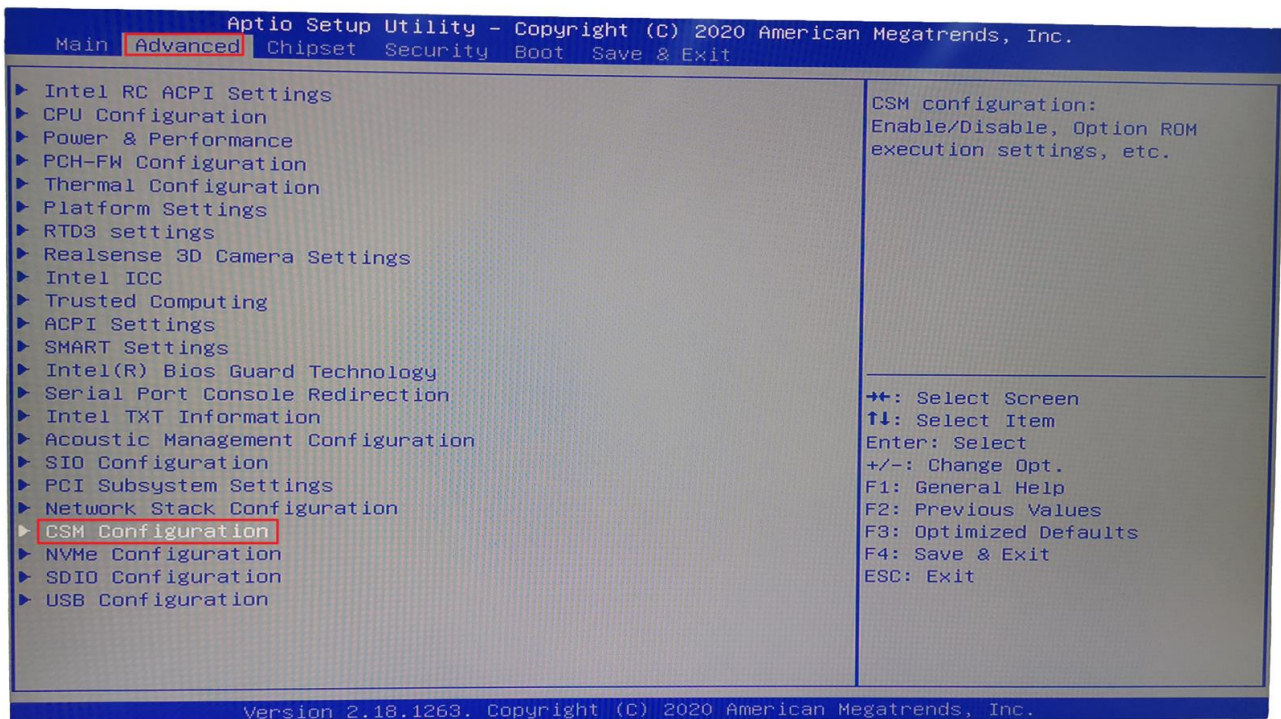 Aptio Setup Utility – Copyright (C) 2020 American Megatrends, Inc.
Main Advanced Chipset Security Boot Save & Exit
Intel RC ACPI Settings
CPU Configuration
Power & Performance
PCH-FW Configuration
Thermal Configuration
Platform Settings
RTD3 settings
Realsense 3D Camera Settings
Intel ICC
Trusted Computing
ACPI Settings
SMART Settings
Intel(R) Bios Guard Technology
Serial Port Console Redirection
Intel TXT Information
Acoustic Management Configuration
SIO Configuration
PCI Subsystem Settings
Network Stack Configuration
CSM Configuration
NVMe Configuration
SDIO Configuration
USB Configuration
CSM configuration:
Enable/Disable, Option ROM
execution settings, etc.
→←: Select Screen
↑↓: Select Item
Enter: Select
+/-: Change Opt.
F1: General Help
F2: Previous Values
F3: Optimized Defaults
F4: Save & Exit
ESC: Exit
Version 2.18.1263. Copyright (C) 2020 American Megatrends, Inc.